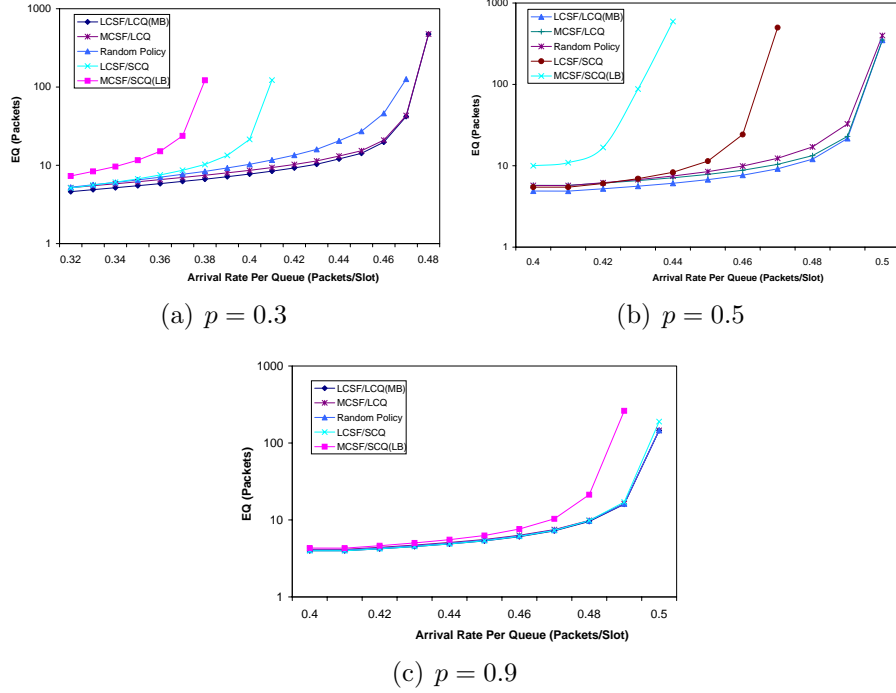 1000
100
10
1
EQ (Packets)
LCSF/LCQ(MB)
MCSF/LCQ
Random Policy
LCSF/SCQ
MCSF/SCQ(LB)
0.32 0.34 0.36 0.38 0.4 0.42 0.44 0.46 0.48
Arrival Rate Per Queue (Packets/Slot)
(a) p = 0.3
1000
100
10
1
EQ (Packets)
LCSF/LCQ(MB)
MCSF/LCQ
Random Policy
LCSF/SCQ
MCSF/SCQ(LB)
0.4 0.42 0.44 0.46 0.48 0.5
Arrival Rate Per Queue (Packets/Slot)
(b) p = 0.5
1000
100
10
1
EQ (Packets)
LCSF/LCQ(MB)
MCSF/LCQ
Random Policy
LCSF/SCQ
MCSF/SCQ(LB)
0.4 0.42 0.44 0.46 0.48 0.5
Arrival Rate Per Queue (Packets/Slot)
(c) p = 0.9